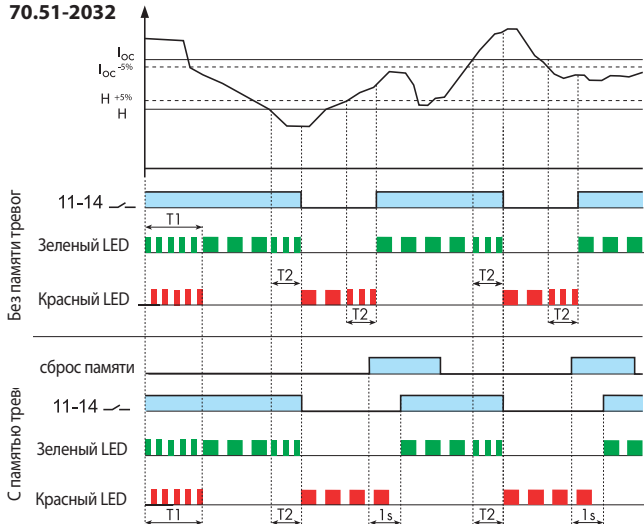 70.51-2032
I_OC
I_OC -5%
H +5%
H
Без памяти тревог
11-14
T1
Зеленый LED
T2
T2
Красный LED
T2
T2
С памятью трево
сброс памяти
11-14
Зеленый LED
Красный LED
T1
T2
1s
T2
1s